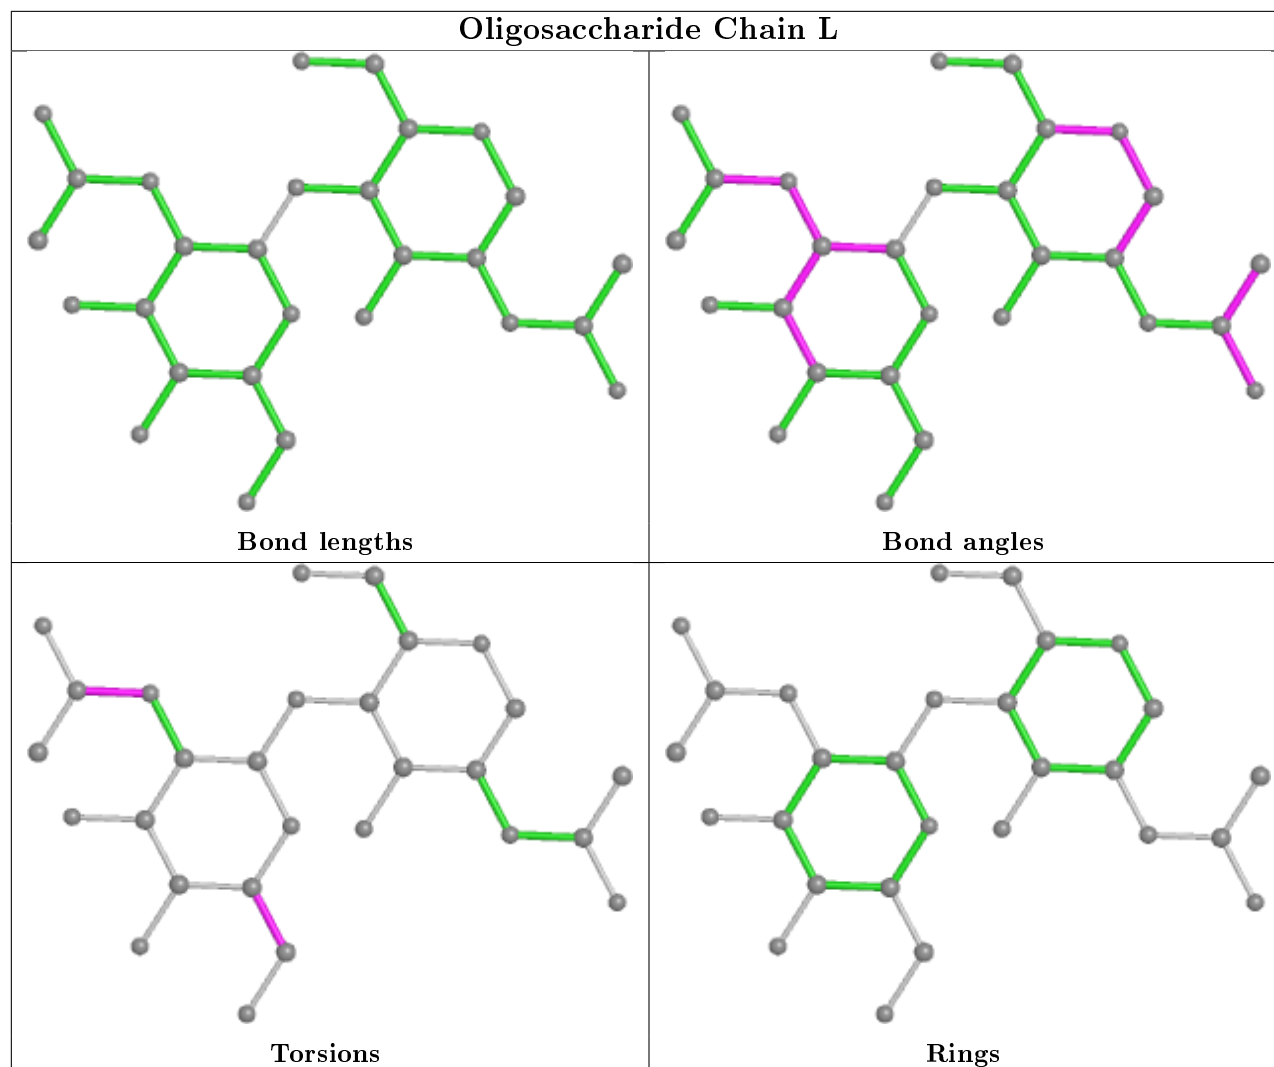 Oligosaccharide Chain L
Bond lengths
Bond angles
Torsions
Rings